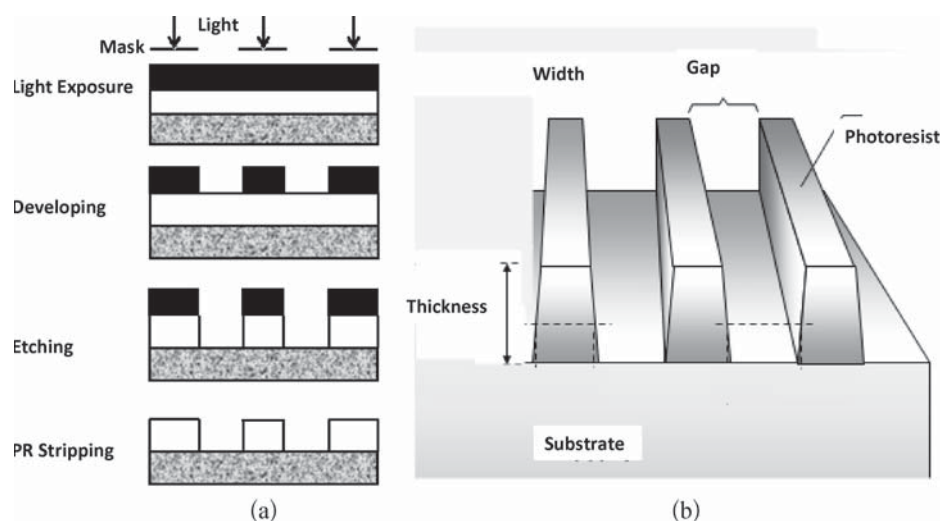 Light
Mask
Light Exposure
Developing
Etching
PR Stripping
(a)
Width
Gap
Photoresist
Thickness
Substrate
(b)